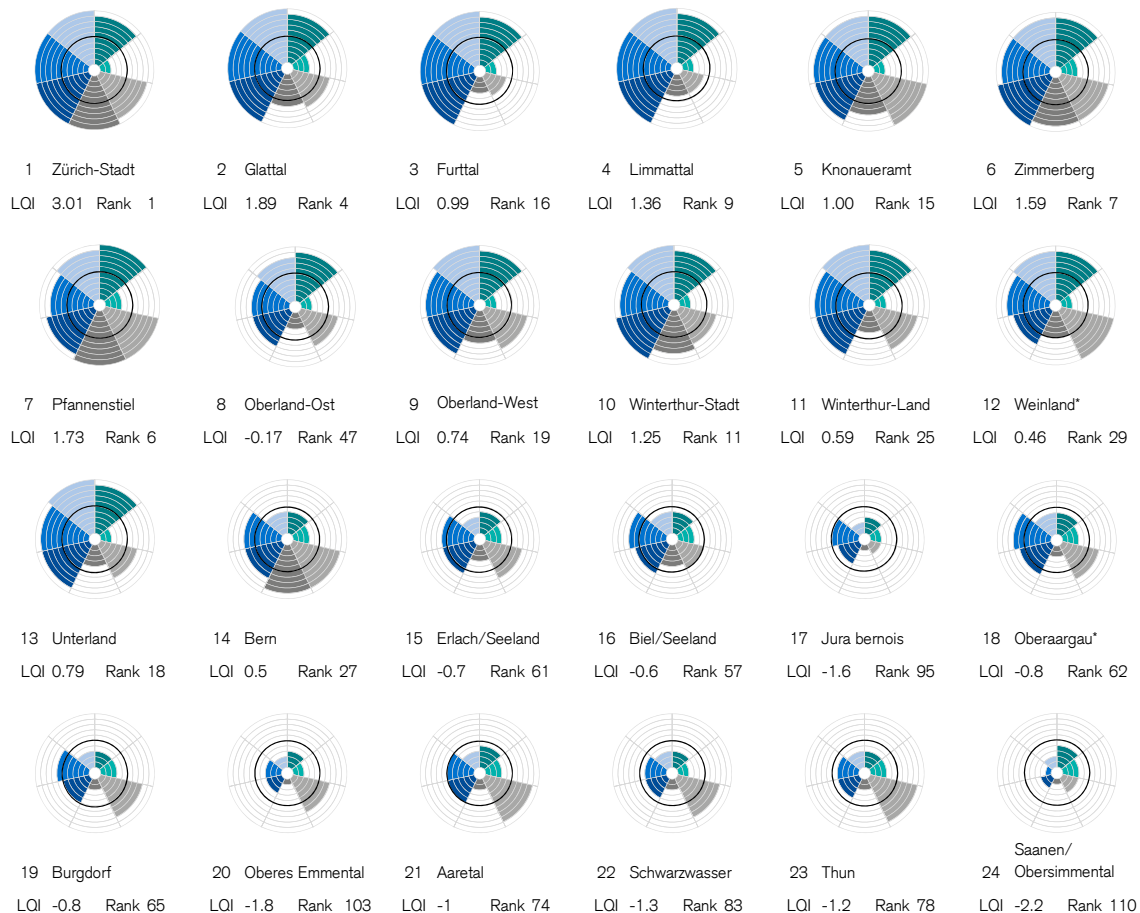 1 Zürich-Stadt 2 Glattal 3 Furttal 4 Limmattal 5 Knonaueramt 6 Zimmerberg
LQI 3.01 Rank 1 LQI 1.89 Rank 4 LQI 0.99 Rank 16 LQI 1.36 Rank 9 LQI 1.00 Rank 15 LQI 1.59 Rank 7
7 Pfannenstiel 8 Oberland-Ost 9 Oberland-West 10 Winterthur-Stadt 11 Winterthur-Land 12 Weinland*
LQI 1.73 Rank 6 LQI -0.17 Rank 47 LQI 0.74 Rank 19 LQI 1.25 Rank 11 LQI 0.59 Rank 25 LQI 0.46 Rank 29
13 Unterland 14 Bern 15 Erlach/Seeland 16 Biel/Seeland 17 Jura bernois 18 Oberaargau*
LQI 0.79 Rank 18 LQI 0.5 Rank 27 LQI -0.7 Rank 61 LQI -0.6 Rank 57 LQI -1.6 Rank 95 LQI -0.8 Rank 62
19 Burgdorf 20 Oberes Emmental 21 Aaretal 22 Schwarzwasser 23 Thun 24 Saanen/
Obersimmental
LQI -0.8 Rank 65 LQI -1.8 Rank 103 LQI -1 Rank 74 LQI -1.3 Rank 83 LQI -1.2 Rank 78 LQI -2.2 Rank 110